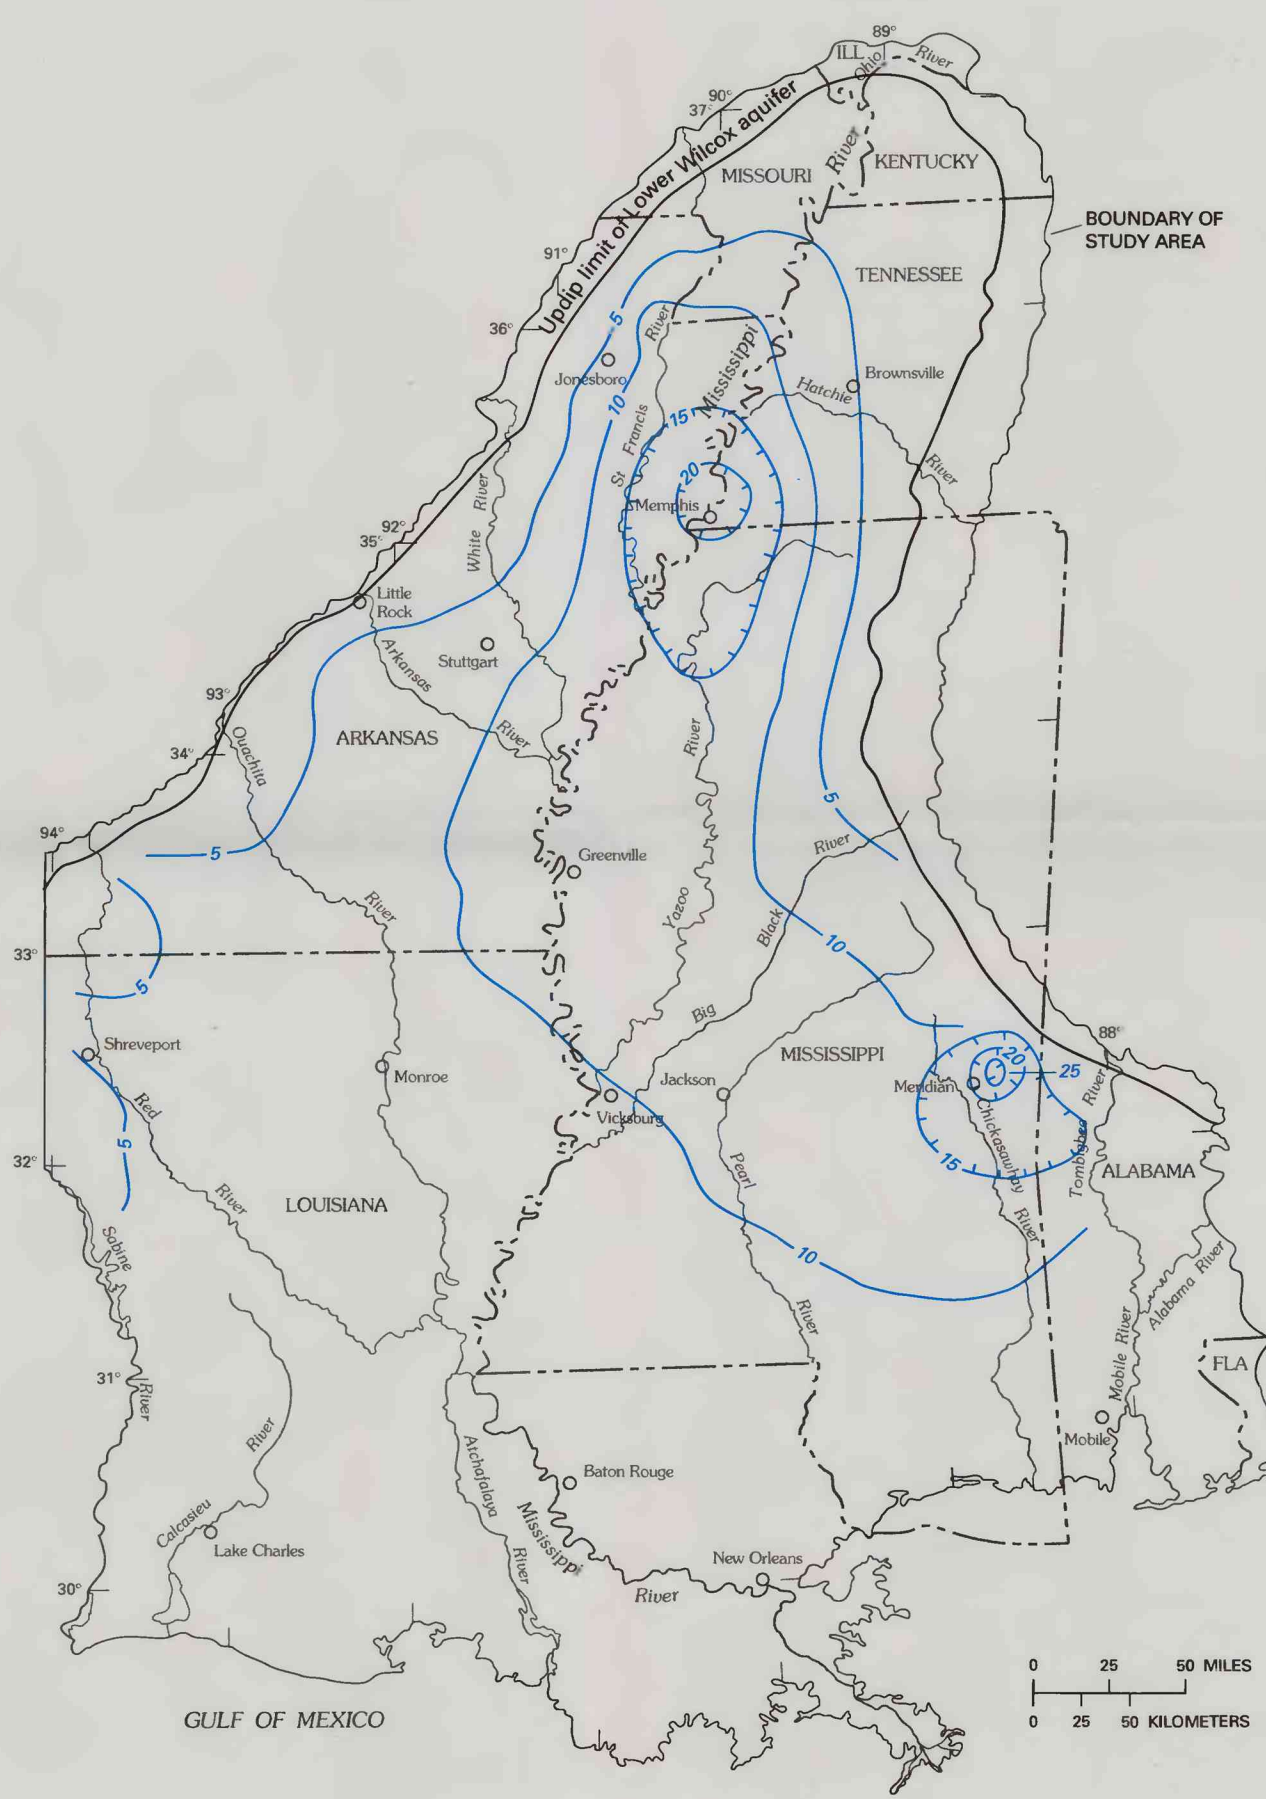 89°
ILL
Ohio
River
90°
37°
Updip limit of Lower Wilcox aquifer
MISSOURI
River
KENTUCKY
BOUNDARY OF
STUDY AREA
91°
TENNESSEE
36°
5
River
Mississippi
Jonesboro
Brownsville
10
Hatchie
15
St Francis
River
20
White River
Memphis
92°
35°
Little
Rock
Arkansas
Stuttgart
93°
River
River
Ouachita
ARKANSAS
34°
5
94°
River
5
Greenville
River
Yazoo
Black
10
33°
5
Big
88°
Shreveport
MISSISSIPPI
20
25
Monroe
Jackson
Meridian
River
Red
Vicksburg
Chickasawhay
5
Tombigbee
32°
15
Pearl
ALABAMA
River
LOUISIANA
River
Sabine
10
Alabama River
River
Mobile River
FLA
31°
River
River
Mobile
Atchafalaya
Baton Rouge
Calcasieu
Mississippi
Lake Charles
River
New Orleans
30°
River
0 25 50 MILES
GULF OF MEXICO
0 25 50 KILOMETERS